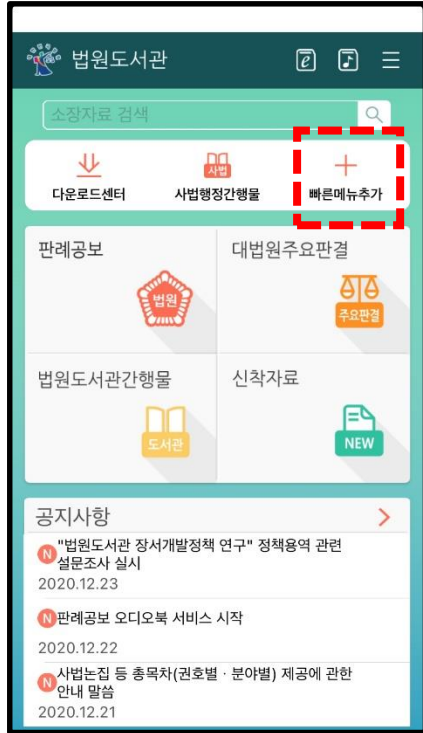 법원도서관
소장자료 검색
다운로드센터 사법 사법행정간행물 빠른메뉴추가
판례공보 대법원주요판결
법원 주요판결
법원도서관간행물 신착자료
도서관 NEW
공지사항
N "법원도서관 장서개발정책 연구" 정책용역 관련
설문조사 실시
2020.12.23
N 판례공보 오디오북 서비스 시작
2020.12.22
N 사법논집 등 총목차(권호별 · 분야별) 제공에 관한
안내 말씀
2020.12.21